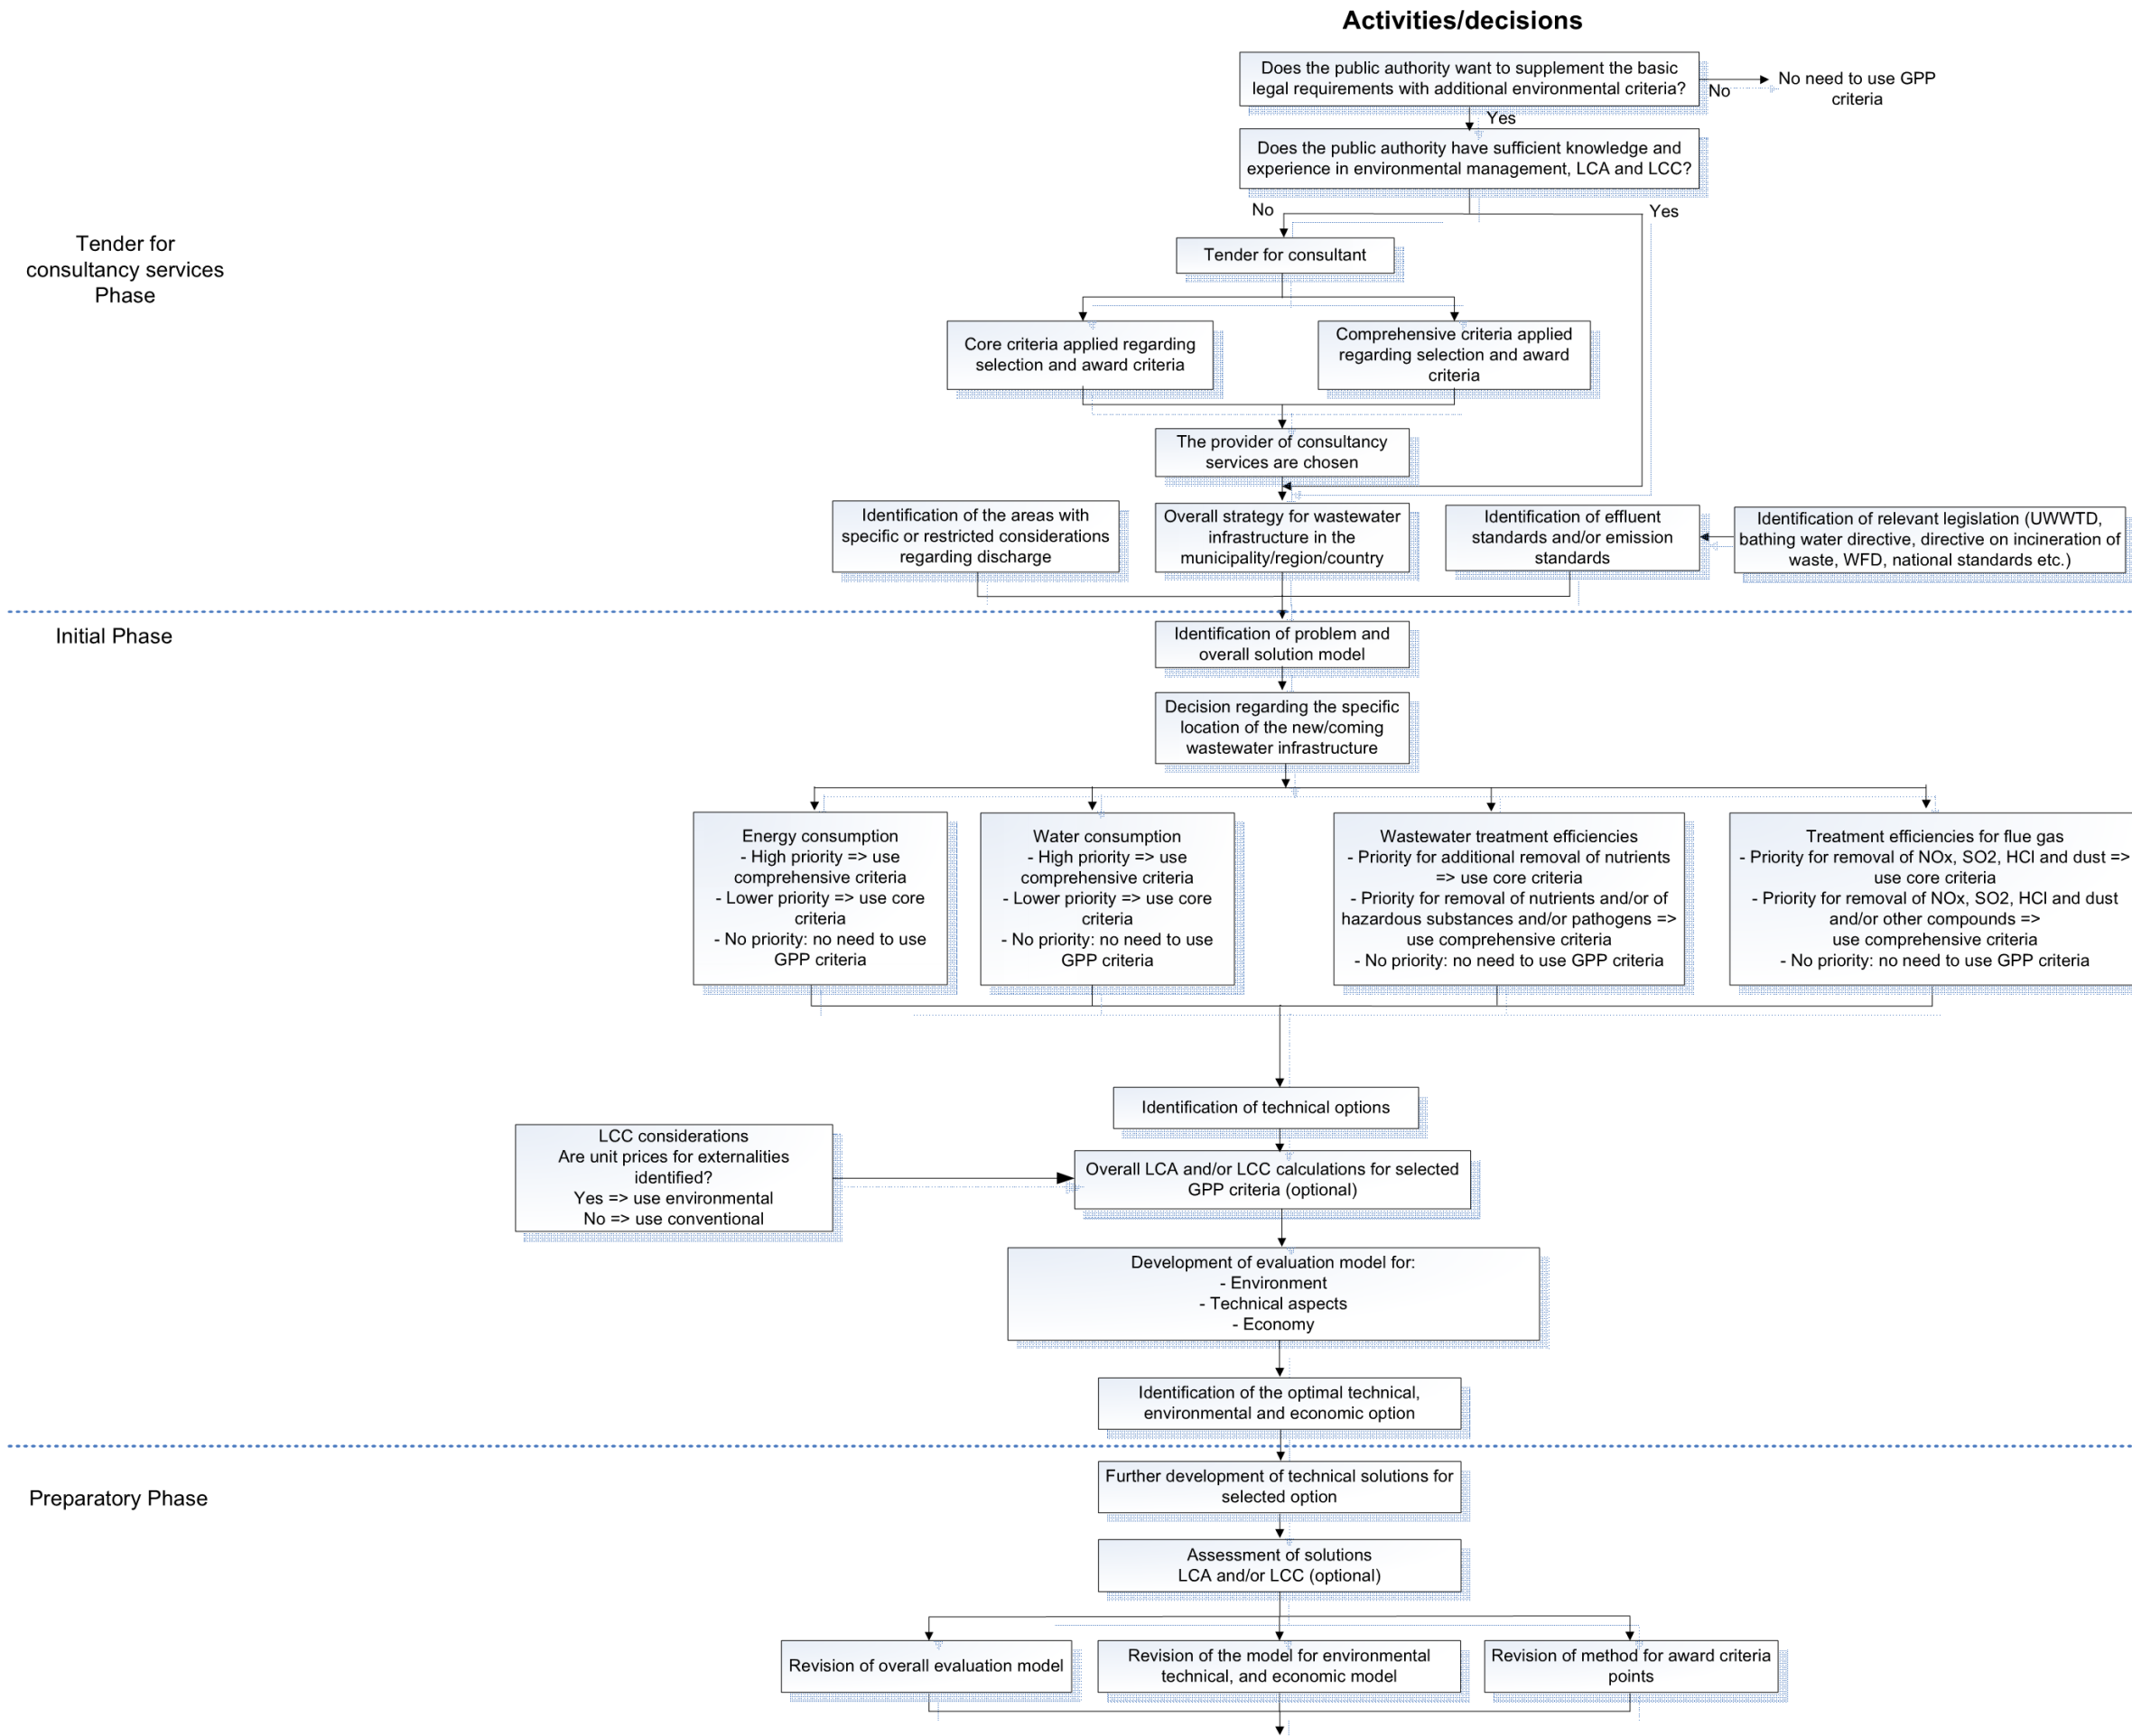 Activities/decisions
Does the public authority want to supplement the basic
legal requirements with additional environmental criteria?
No
No need to use GPP
criteria
Yes
Does the public authority have sufficient knowledge and
experience in environmental management, LCA and LCC?
No
Yes
Tender for
consultancy services
Phase
Tender for consultant
Core criteria applied regarding
selection and award criteria
Comprehensive criteria applied
regarding selection and award
criteria
The provider of consultancy
services are chosen
Identification of the areas with
specific or restricted considerations
regarding discharge
Overall strategy for wastewater
infrastructure in the
municipality/region/country
Identification of effluent
standards and/or emission
standards
Identification of relevant legislation (UWWTD,
bathing water directive, directive on incineration of
waste, WFD, national standards etc.)
Initial Phase
Identification of problem and
overall solution model
Decision regarding the specific
location of the new/coming
wastewater infrastructure
Energy consumption
- High priority => use
comprehensive criteria
- Lower priority => use core
criteria
- No priority: no need to use
GPP criteria
Water consumption
- High priority => use
comprehensive criteria
- Lower priority => use core
criteria
- No priority: no need to use
GPP criteria
Wastewater treatment efficiencies
- Priority for additional removal of nutrients
=> use core criteria
- Priority for removal of nutrients and/or of
hazardous substances and/or pathogens =>
use comprehensive criteria
- No priority: no need to use GPP criteria
Treatment efficiencies for flue gas
- Priority for removal of NOx, SO2, HCl and dust =>
use core criteria
- Priority for removal of NOx, SO2, HCl and dust
and/or other compounds =>
use comprehensive criteria
- No priority: no need to use GPP criteria
Identification of technical options
LCC considerations
Are unit prices for externalities
identified?
Yes => use environmental
No => use conventional
Overall LCA and/or LCC calculations for selected
GPP criteria (optional)
Development of evaluation model for:
- Environment
- Technical aspects
- Economy
Identification of the optimal technical,
environmental and economic option
Preparatory Phase
Further development of technical solutions for
selected option
Assessment of solutions
LCA and/or LCC (optional)
Revision of overall evaluation model
Revision of the model for environmental
technical, and economic model
Revision of method for award criteria
points